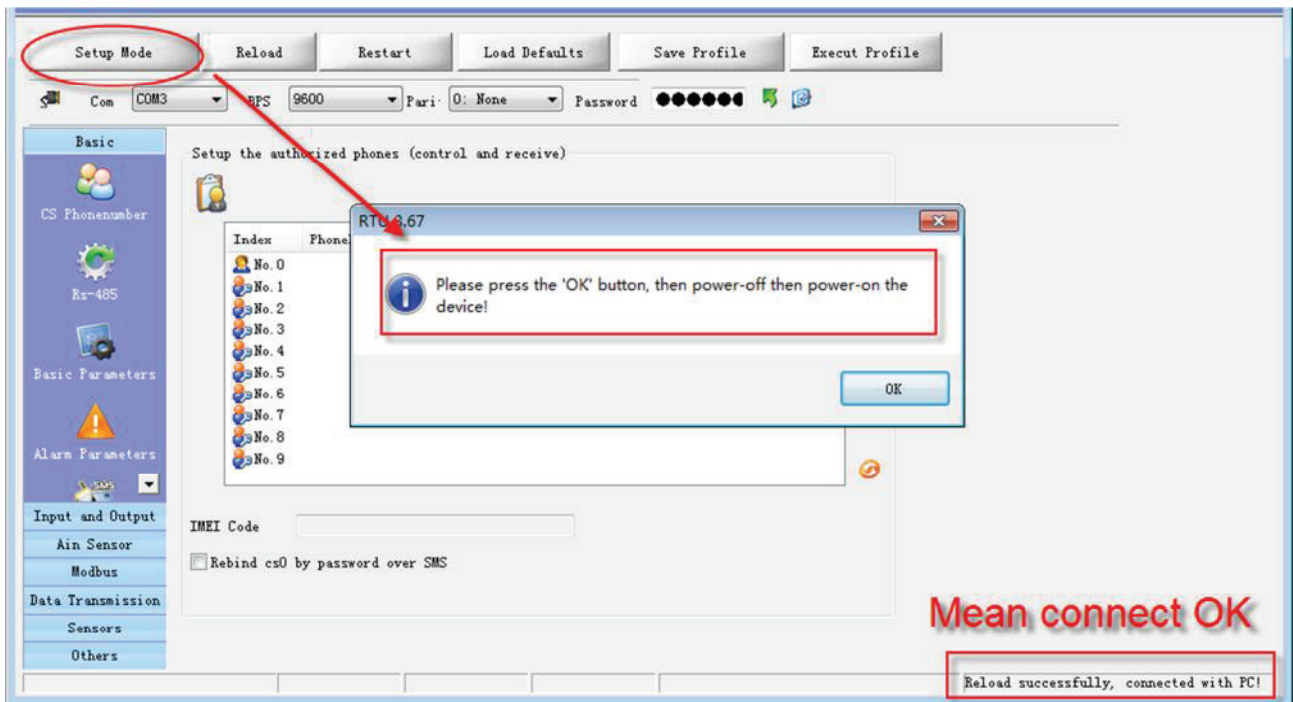 Setup Mode Reload Restart Load Defaults Save Profile Execut Profile
Com COM3 BPS 9600 Pari 0: None Password
Basic
CS Phonenumber
Rs-485
Basic Parameters
Alarm Parameters
SMS
Input and Output
Ain Sensor
Modbus
Data Transmission
Sensors
Others
Setup the authorized phones (control and receive)
Index Phone
No. 0
No. 1
No. 2
No. 3
No. 4
No. 5
No. 6
No. 7
No. 8
No. 9
RTU 3.67
Please press the 'OK' button, then power-off then power-on the
device!
OK
IMEI Code
Rebind cs0 by password over SMS
Mean connect OK
Reload successfully, connected with PC!